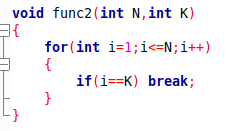 void func2(int N,int K)
{
for(int i=1;i<=N;i++)
{
if(i==K) break;
}
}